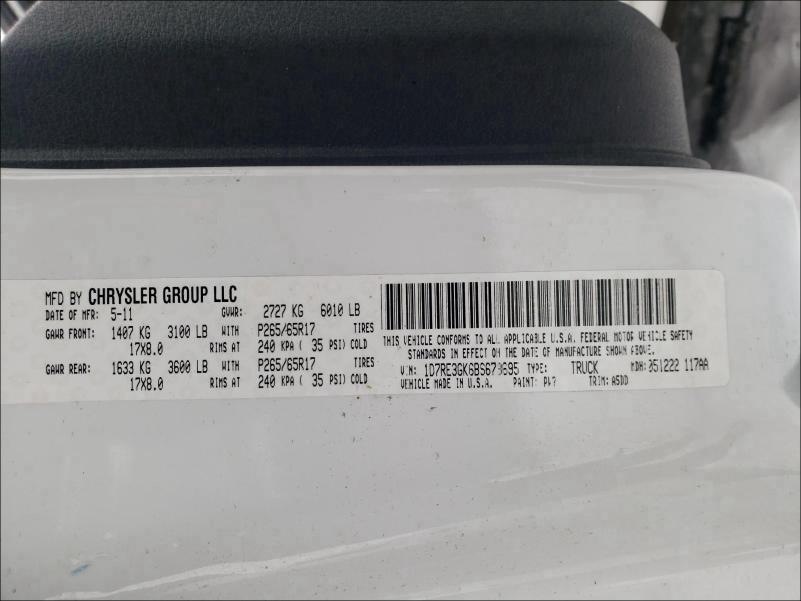 MFD BY CHRYSLER GROUP LLC
DATE OF MFR: 5-11 GVWR: 2727 KG 6010 LB
GAWR FRONT: 1407 KG 3100 LB WITH P265/65R17 TIRES
17X8.0 RIMS AT 240 KPA ( 35 PSI) COLD
GAWR REAR: 1633 KG 3600 LB WITH P265/65R17 TIRES
17X8.0 RIMS AT 240 KPA ( 35 PSI) COLD
THIS VEHICLE CONFORMS TO ALL APPLICABLE U.S.A. FEDERAL MOTOR VEHICLE SAFETY
STANDARDS IN EFFECT ON THE DATE OF MANUFACTURE SHOWN ABOVE.
VIN: TYPE: TRUCK MDH: 051222 117AA
VEHICLE MADE IN U.S.A. PAINT: PW7 TRIM: A5DD